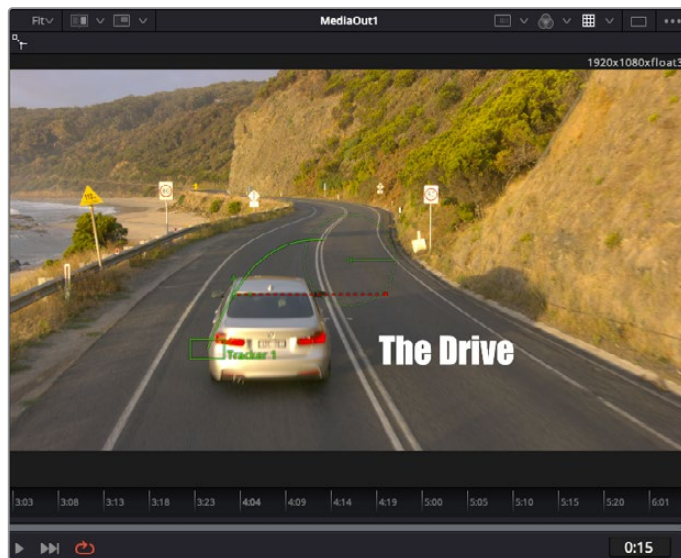 Fit
MediaOut1
1920x1080xfloat3
Tracker 1
The Drive
3:03 3:08 3:13 3:18 3:23 4:04 4:09 4:14 4:19 5:00 5:05 5:10 5:15 5:20 6:01
0:15